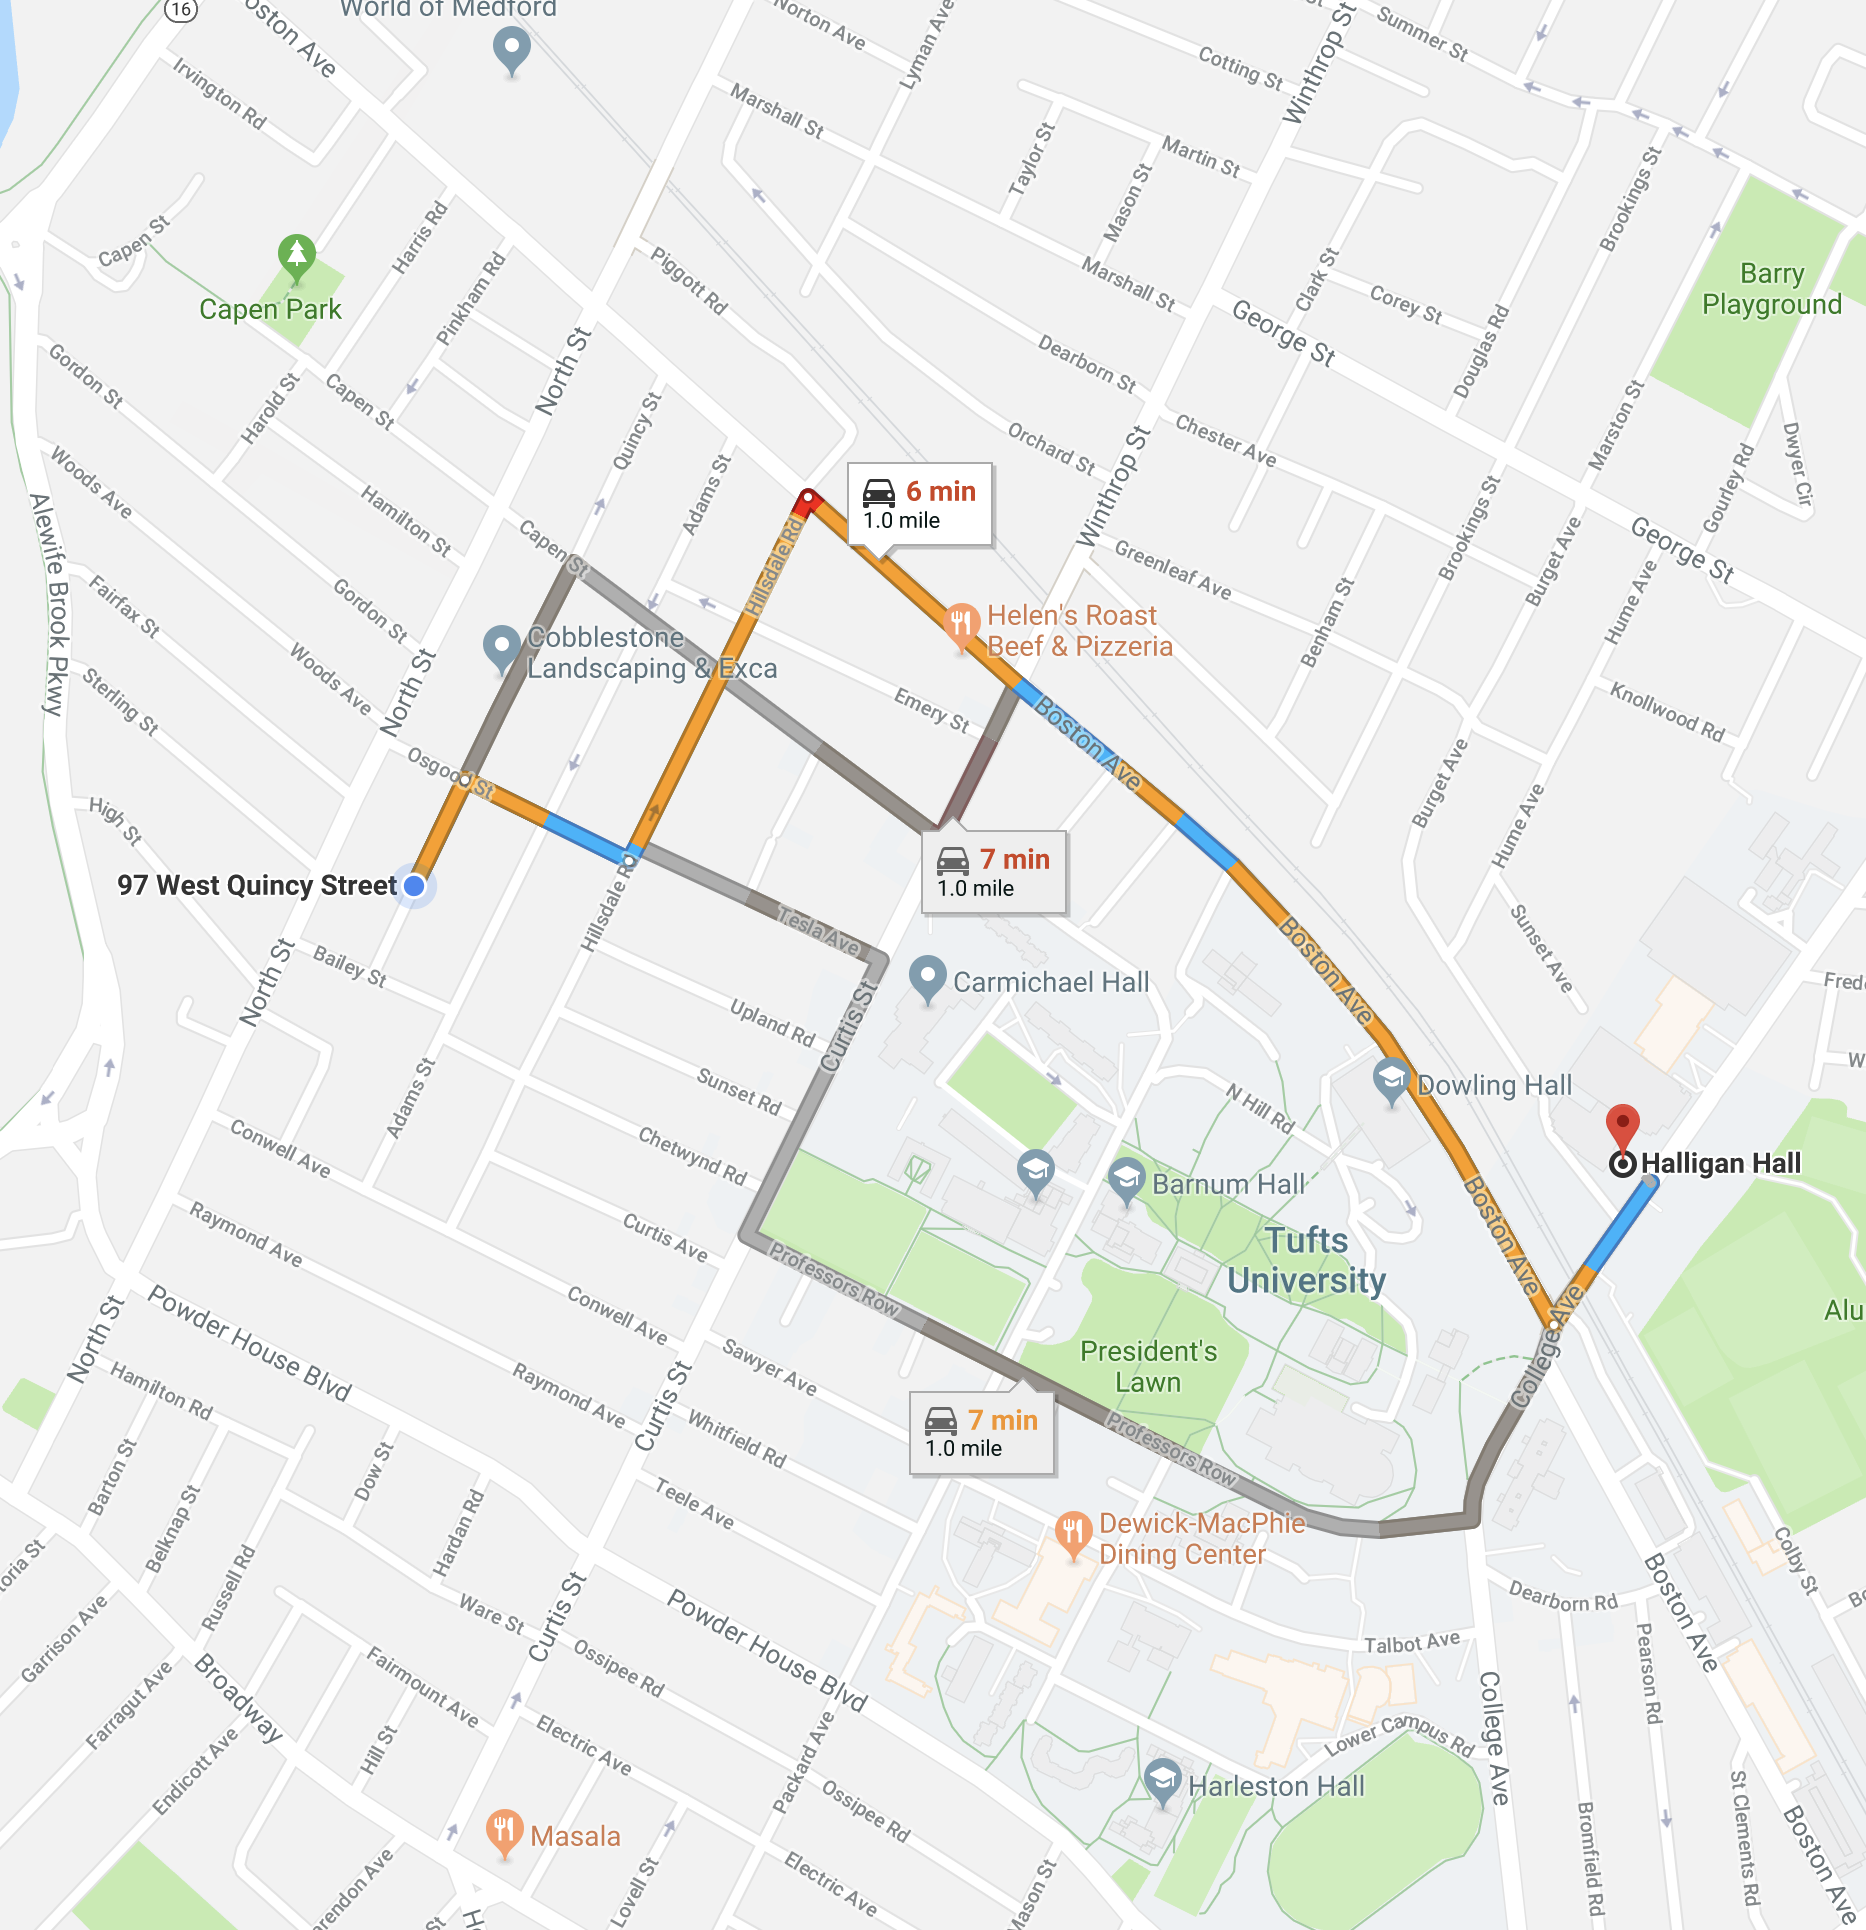 World of Medford
16
oston Ave
Irvington Rd
Norton Ave
Lyman Ave
Marshall St
Cotting St
Winthrop St
Summer St
Taylor St
Mason St
Martin St
Brookings St
Capen St
Harris Rd
Pinkham Rd
Capen Park
North St
Piggott Rd
Marshall St
Clark St
Corey St
George St
Douglas Rd
Barry
Playground
Gordon St
Harold St
Capen St
Quincy St
Dearborn St
Chester Ave
Marston St
Orchard St
Winthrop St
Dwyer Cir
Gourley Rd
Woods Ave
Hamilton St
Adams St
6 min
1.0 mile
Alewife Brook Pkwy
Capen St
Hillsdale Rd
Greenleaf Ave
Brookings St
Burget Ave
George St
Fairfax St
Gordon St
Cobblestone
Landscaping & Exca
Helen's Roast
Beef & Pizzeria
Benham St
Hume Ave
Sterling St
Woods Ave
North St
Emery St
Boston Ave
Knollwood Rd
High St
Osgood St
Burget Ave
Hume Ave
97 West Quincy Street
7 min
1.0 mile
Hillsdale Rd
Tesla Ave
Boston Ave
Sunset Ave
Bailey St
North St
Carmichael Hall
Frede
Upland Rd
Curtis St
Adams St
Sunset Rd
N Hill Rd
Dowling Hall
W
Conwell Ave
Chetwynd Rd
Barnum Hall
Halligan Hall
Raymond Ave
Curtis Ave
Professors Row
Tufts
University
Boston Ave
Alu
North St
Powder House Blvd
Conwell Ave
Sawyer Ave
President's
Lawn
College Ave
Hamilton Rd
Raymond Ave
Curtis St
Whitfield Rd
7 min
1.0 mile
Professors Row
Barton St
Dow St
Belknap St
Hardan Rd
Teele Ave
Dewick-MacPhie
Dining Center
Colby St
toria St
Russell Rd
Garrison Ave
Ware St
Curtis St
Powder House Blvd
Dearborn Rd
Boston Ave
Bo
Talbot Ave
Pearson Rd
Farragut Ave
Broadway
Fairmount Ave
Ossipee Rd
College Ave
Endicott Ave
Hill St
Electric Ave
Packard Ave
Lower Campus Rd
Harleston Hall
Ossipee Rd
St Clements Rd
Bromfield Rd
Boston Ave
Masala
arendon Ave
Lovell St
Electric Ave
Mason St
St
Ho